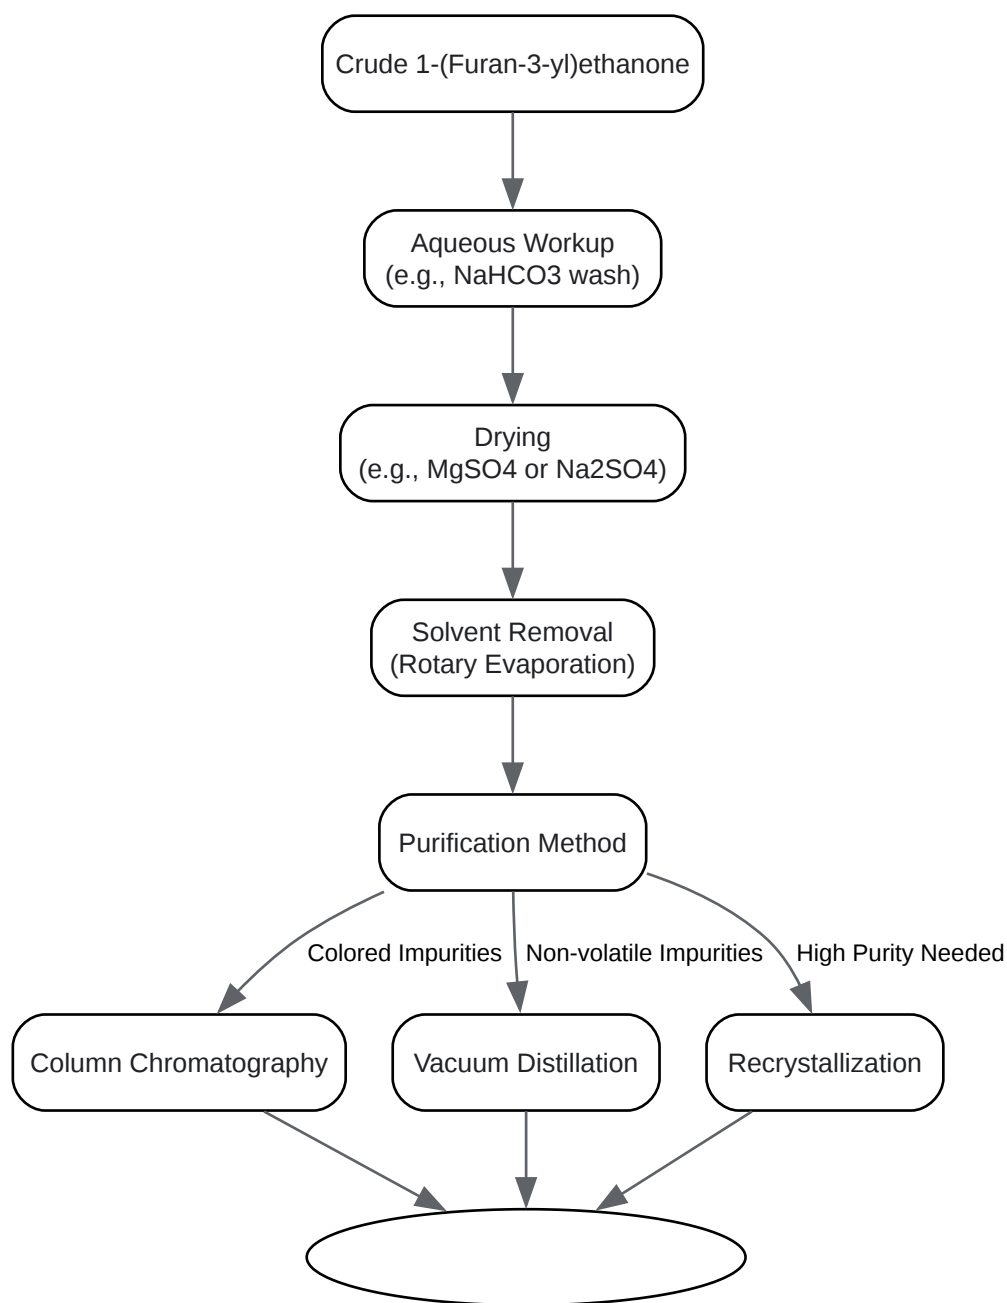 Crude 1-(Furan-3-yl)ethanone
Aqueous Workup
(e.g., NaHCO3 wash)
Drying
(e.g., MgSO4 or Na2SO4)
Solvent Removal
(Rotary Evaporation)
Purification Method
Colored Impurities
Non-volatile Impurities
High Purity Needed
Column Chromatography
Vacuum Distillation
Recrystallization